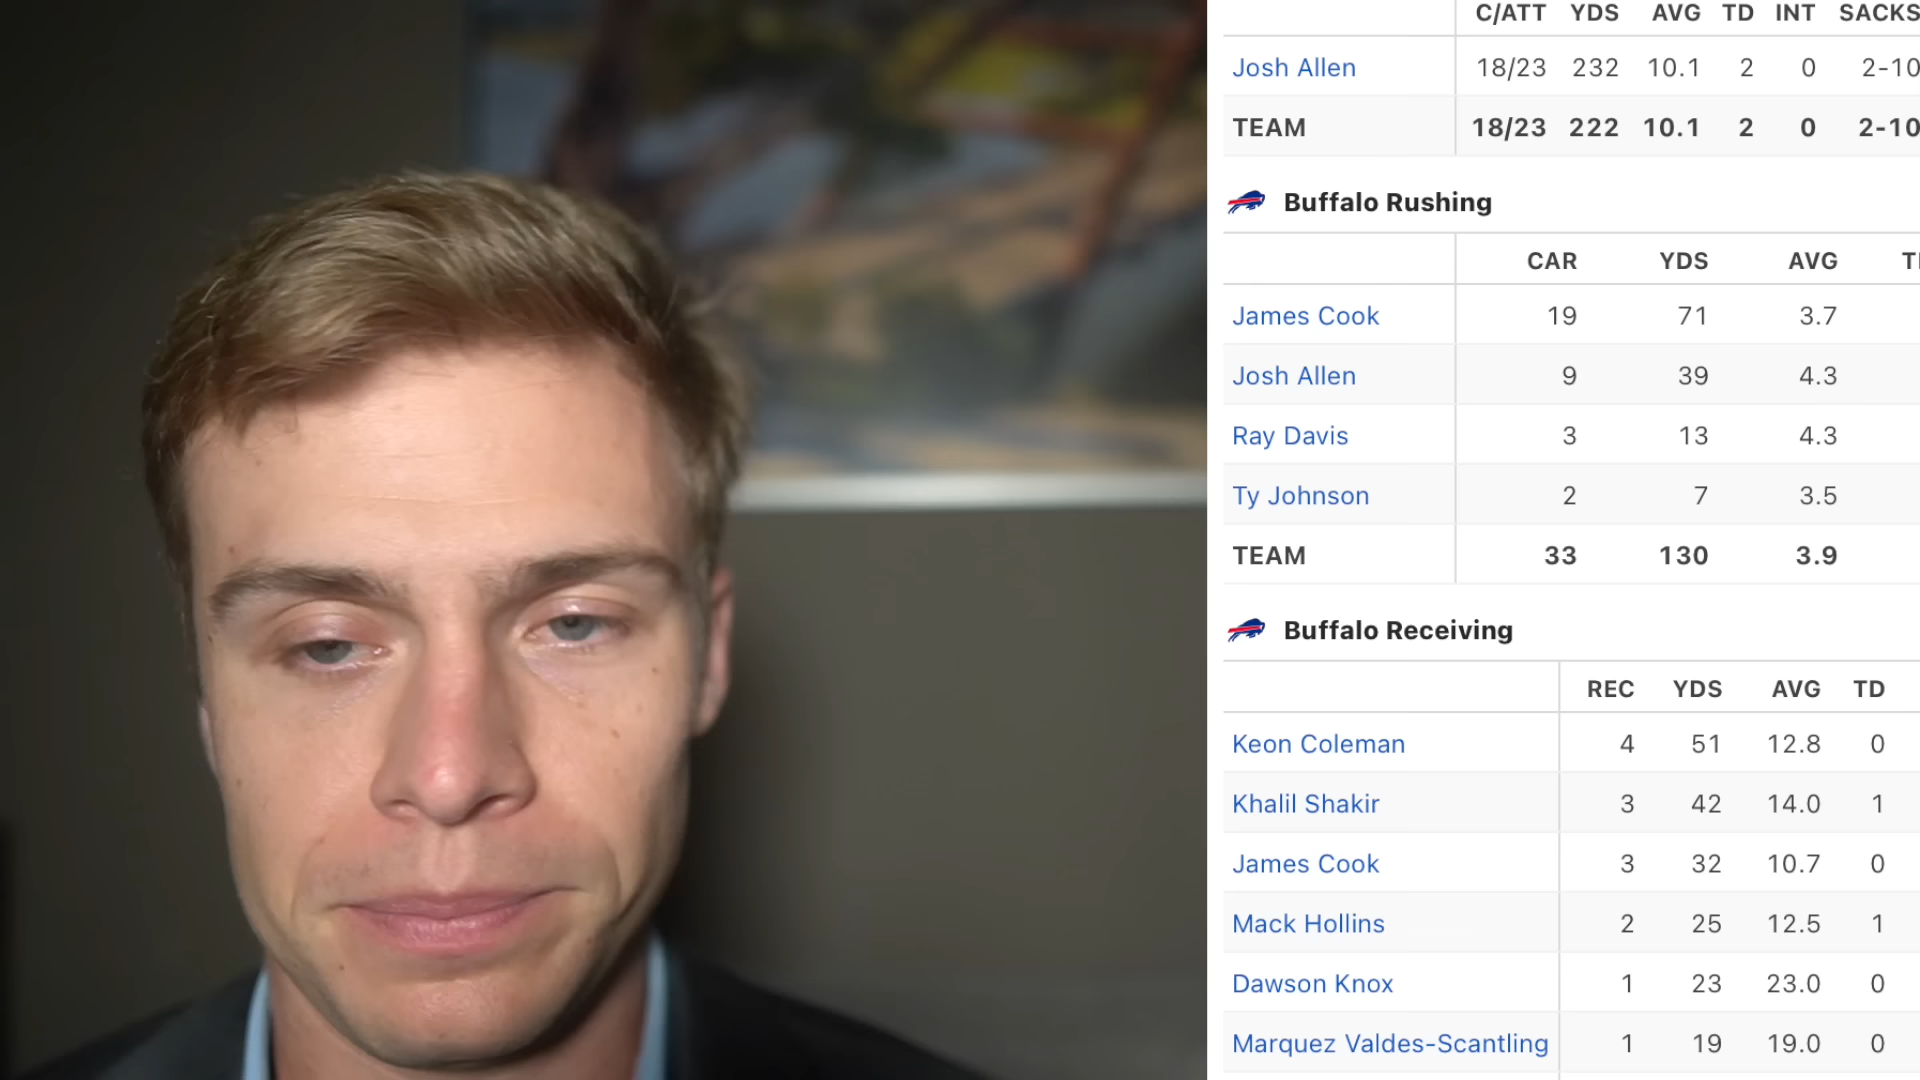 C/ATT YDS AVG TD INT SACKS
Josh Allen 18/23 232 10.1 2 0 2-10
TEAM 18/23 222 10.1 2 0 2-10
Buffalo Rushing
CAR YDS AVG
James Cook 19 71 3.7
Josh Allen 9 39 4.3
Ray Davis 3 13 4.3
Ty Johnson 2 7 3.5
TEAM 33 130 3.9
Buffalo Receiving
REC YDS AVG TD
Keon Coleman 4 51 12.8 0
Khalil Shakir 3 42 14.0 1
James Cook 3 32 10.7 0
Mack Hollins 2 25 12.5 1
Dawson Knox 1 23 23.0 0
Marquez Valdes-Scantling 1 19 19.0 0